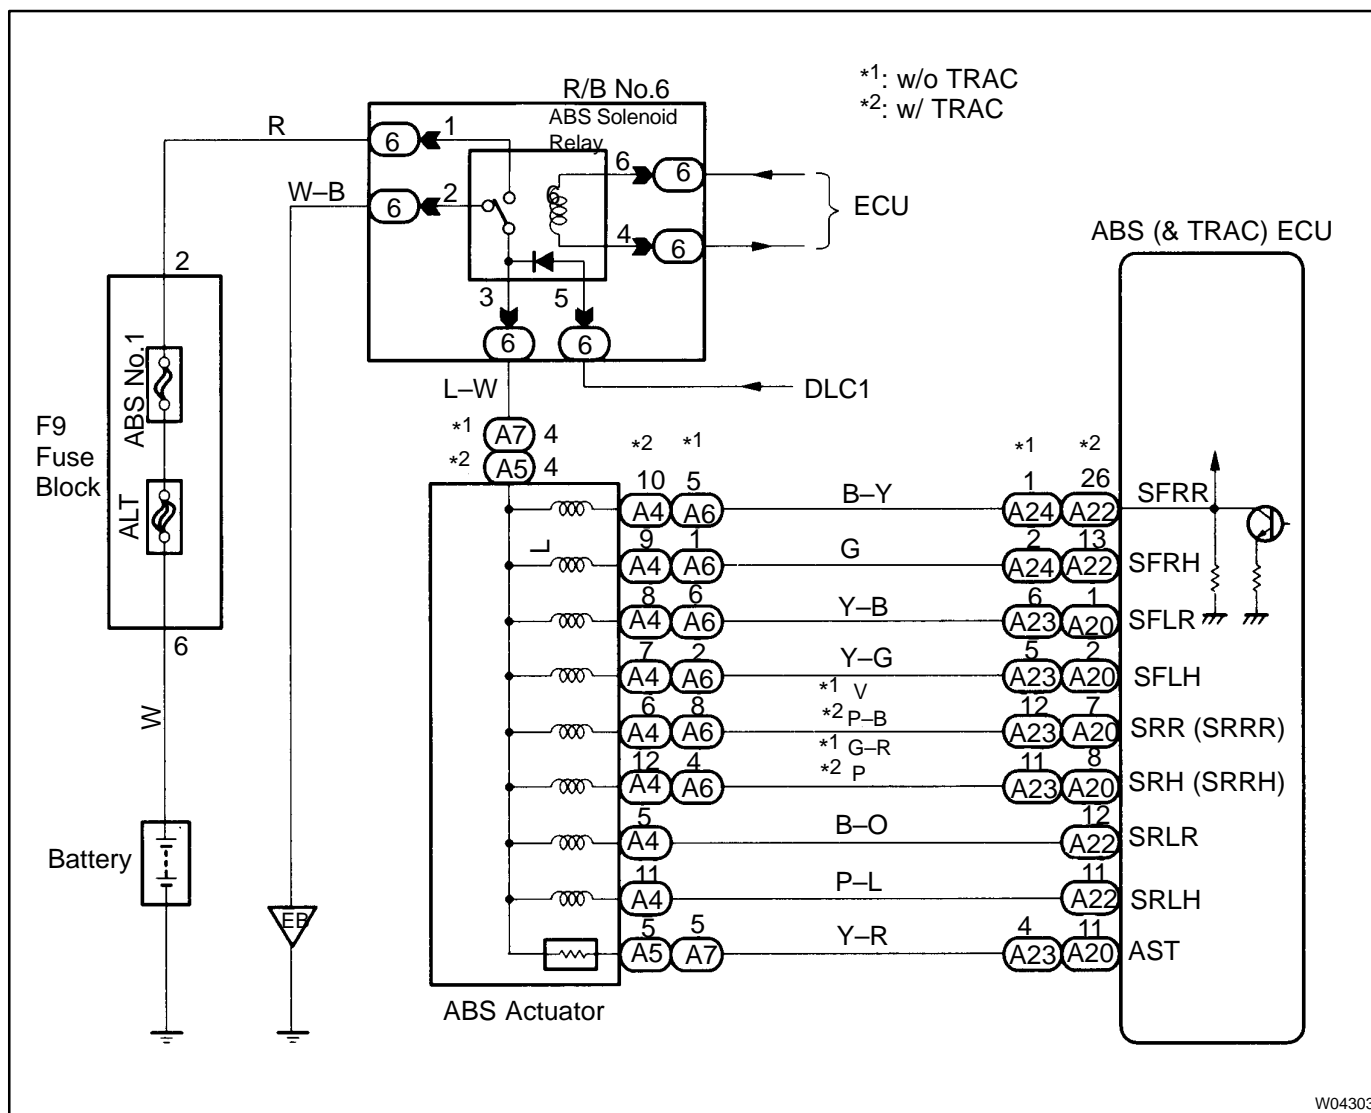 *1: w/o TRAC
*2: w/ TRAC
R/B No.6
ABS Solenoid
Relay
R
6
1
6
6
W–B
6
2
6
ECU
4
6
3
5
6
6
L–W
DLC1
2
ABS No.1
ALT
F9
Fuse
Block
6
W
Battery
EB
ABS (& TRAC) ECU
*1 A7 4
*2 A5 4
*2 *1
*1 *2
10 5 B–Y 1 26
A4 A6 A24 A22 SFRR
L
9 1 G 2 13
A4 A6 A24 A22 SFRH
8 6 Y–B 6 1
A4 A6 A23 A20 SFLR
7 2 Y–G 5 2
A4 A6 A23 A20 SFLH
*1 V
6 8 *2 P–B 12 7
A4 A6 A23 A20 SRR (SRRR)
*1 G–R
12 4 *2 P 11 8
A4 A6 A23 A20 SRH (SRRH)
5 B–O 12
A4 A22 SRLR
11 P–L 11
A4 A22 SRLH
5 5 Y–R 4 11
A5 A7 A23 A20 AST
ABS Actuator
W04303